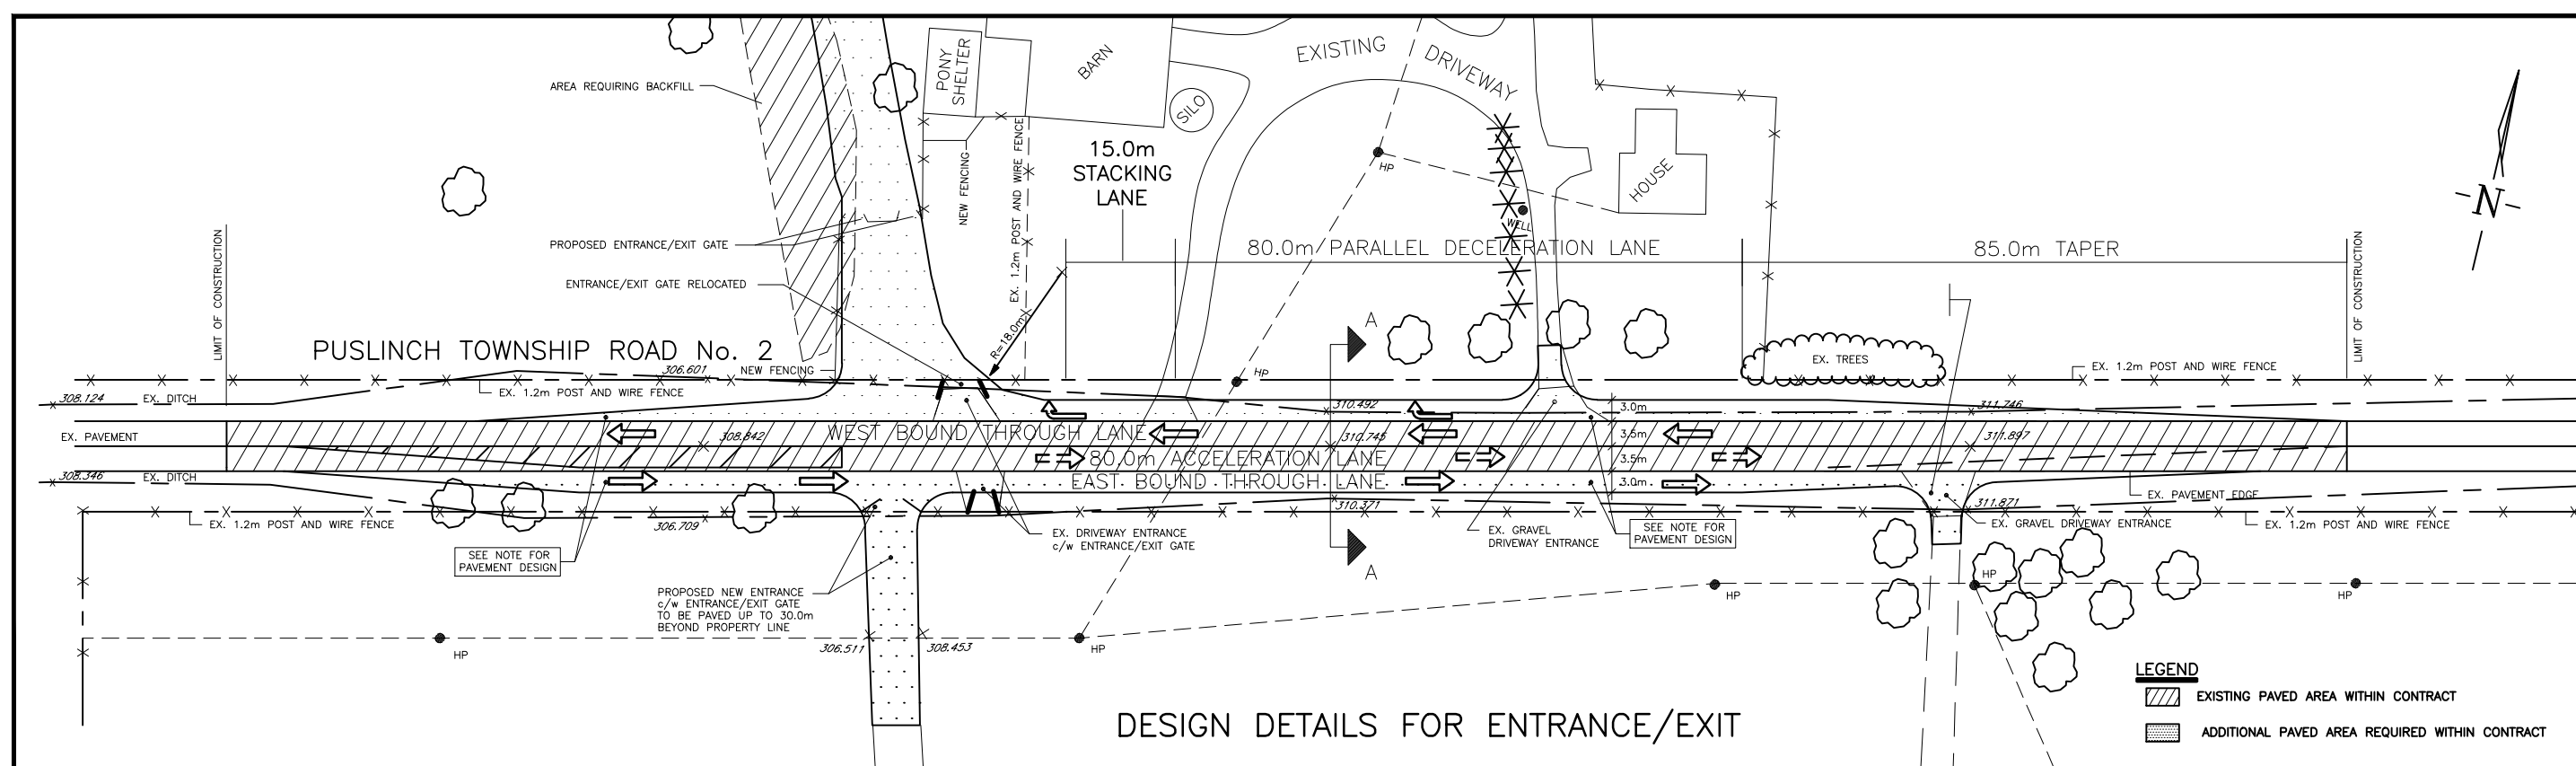 AREA REQUIRING BACKFILL
PONY
SHELTER
BARN
SILO
EXISTING DRIVEWAY
HOUSE
WELL
HP
15.0m
STACKING
LANE
NEW FENCING
EX. 1.2m POST AND WIRE FENCE
PROPOSED ENTRANCE/EXIT GATE
ENTRANCE/EXIT GATE RELOCATED
80.0m PARALLEL DECELERATION LANE
85.0m TAPER
N
LIMIT OF CONSTRUCTION
LIMIT OF CONSTRUCTION
R=18.0m
A
PUSLINCH TOWNSHIP ROAD No. 2
306.601
NEW FENCING
HP
EX. TREES
EX. 1.2m POST AND WIRE FENCE
EX. 1.2m POST AND WIRE FENCE
308.124
EX. DITCH
310.492
3.0m
311.746
EX. PAVEMENT
308.842
WEST BOUND THROUGH LANE
310.745
3.5m
311.897
80.0m ACCELERATION LANE
3.5m
308.346
EX. DITCH
EAST BOUND THROUGH LANE
3.0m
EX. PAVEMENT EDGE
310.371
311.871
EX. 1.2m POST AND WIRE FENCE
306.709
EX. DRIVEWAY ENTRANCE
c/w ENTRANCE/EXIT GATE
EX. GRAVEL
DRIVEWAY ENTRANCE
SEE NOTE FOR
PAVEMENT DESIGN
EX. GRAVEL DRIVEWAY ENTRANCE
EX. 1.2m POST AND WIRE FENCE
SEE NOTE FOR
PAVEMENT DESIGN
A
HP
HP
HP
PROPOSED NEW ENTRANCE
c/w ENTRANCE/EXIT GATE
TO BE PAVED UP TO 30.0m
BEYOND PROPERTY LINE
306.511
308.453
HP
HP
LEGEND
EXISTING PAVED AREA WITHIN CONTRACT
ADDITIONAL PAVED AREA REQUIRED WITHIN CONTRACT
DESIGN DETAILS FOR ENTRANCE/EXIT